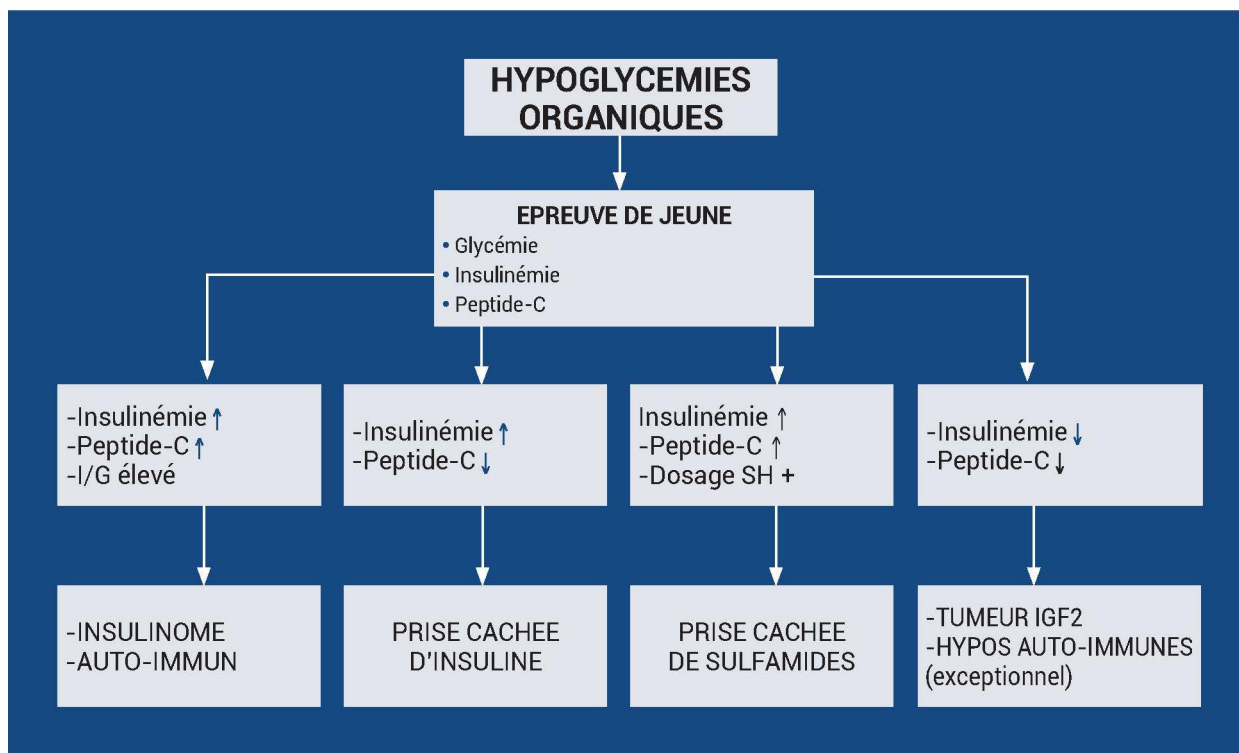 HYPOGLYCEMIES
ORGANIQUES
EPREUVE DE JEUNE
• Glycémie
• Insulinémie
• Peptide-C
-Insulinémie ↑
-Peptide-C ↑
-I/G élevé
-Insulinémie ↑
-Peptide-C ↓
Insulinémie ↑
-Peptide-C ↑
-Dosage SH +
-Insulinémie ↓
-Peptide-C ↓
-INSULINOME
-AUTO-IMMUN
PRISE CACHEE
D'INSULINE
PRISE CACHEE
DE SULFAMIDES
-TUMEUR IGF2
-HYPOS AUTO-IMMUNES
(exceptionnel)